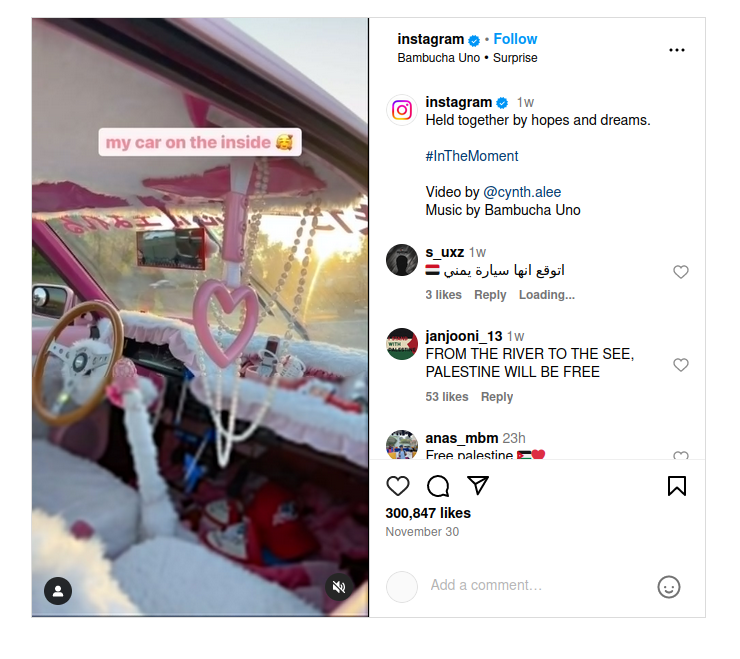 my car on the inside 🥰
instagram • Follow
Bambucha Uno • Surprise
instagram 1w
Held together by hopes and dreams.
#InTheMoment
Video by @cynth.alee
Music by Bambucha Uno
s_uxz 1w
اتوقع انها سيارة يمني 🇾🇪
3 likes Reply Loading...
janjooni_13 1w
FROM THE RIVER TO THE SEE,
PALESTINE WILL BE FREE
53 likes Reply
anas_mbm 23h
Free palestine 🇵🇸❤️
300,847 likes
November 30
Add a comment…